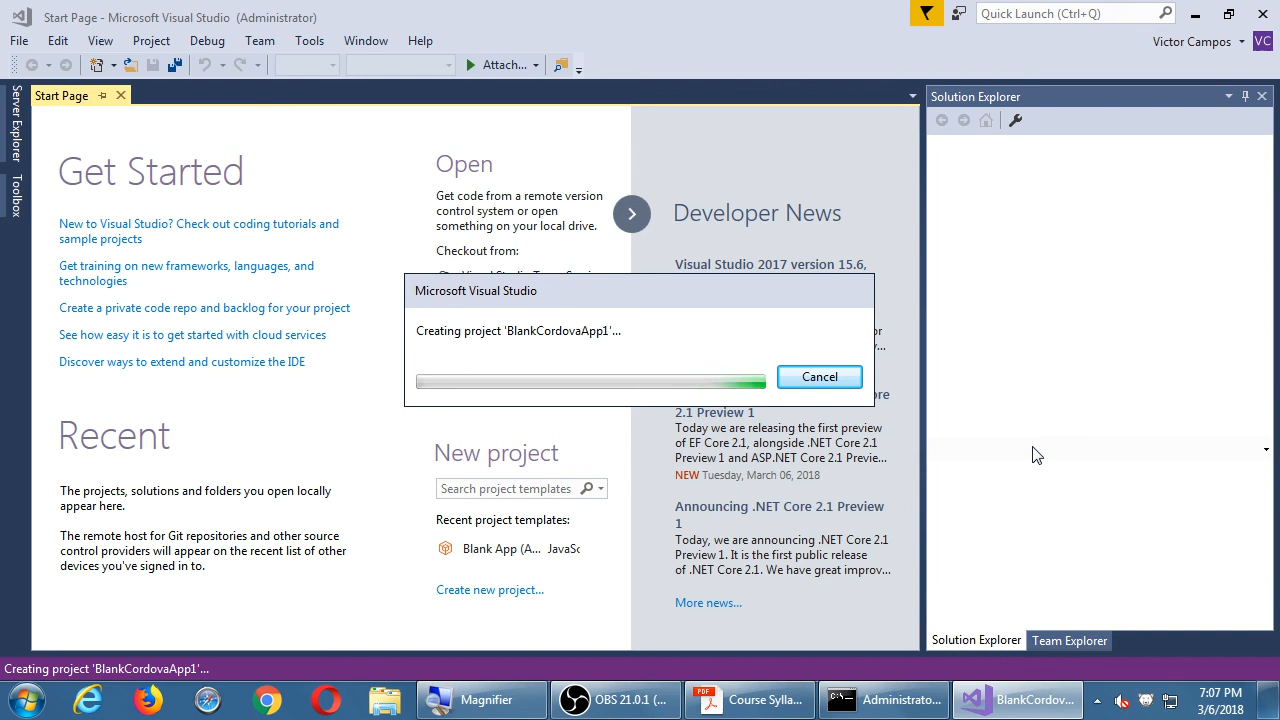 Start Page - Microsoft Visual Studio (Administrator)
Quick Launch (Ctrl+Q)
File Edit View Project Debug Team Tools Window Help
Victor Campos VC
Attach...
Server Explorer
Toolbox
Start Page
Solution Explorer
Get Started
New to Visual Studio? Check out coding tutorials and
sample projects
Get training on new frameworks, languages, and
technologies
Create a private code repo and backlog for your project
See how easy it is to get started with cloud services
Discover ways to extend and customize the IDE
Recent
The projects, solutions and folders you open locally
appear here.
The remote host for Git repositories and other source
control providers will appear on the recent list of other
devices you've signed in to.
Open
Get code from a remote version
control system or open
something on your local drive.
Checkout from:
Microsoft Visual Studio
Creating project 'BlankCordovaApp1'...
Cancel
New project
Search project templates
Recent project templates:
Blank App (A... JavaSc
Create new project...
Developer News
Visual Studio 2017 version 15.6,
2.1 Preview 1
Today we are releasing the first preview
of EF Core 2.1, alongside .NET Core 2.1
Preview 1 and ASP.NET Core 2.1 Previe...
NEW Tuesday, March 06, 2018
Announcing .NET Core 2.1 Preview
1
Today, we are announcing .NET Core 2.1
Preview 1. It is the first public release
of .NET Core 2.1. We have great improv...
More news...
Solution Explorer Team Explorer
Creating project 'BlankCordovaApp1'...
Magnifier
OBS 21.0.1 (...
PDF
Course Sylla...
Administrato...
BlankCordov...
7:07 PM
3/6/2018